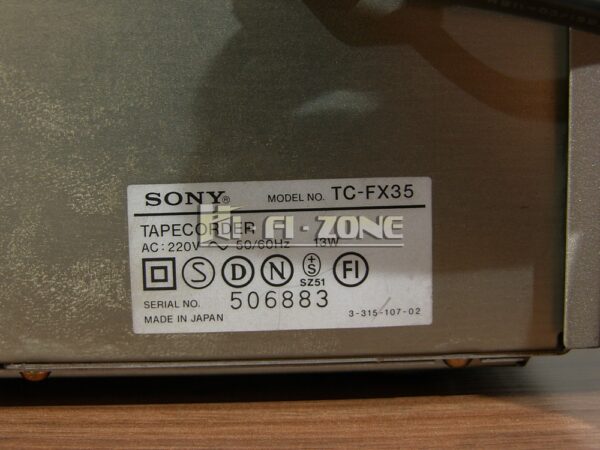 SONY® MODEL NO. TC-FX35
TAPECORDER
AC: 220V ～ 50/60Hz 13W
S D N +S FI
SZ51
SERIAL NO. 506883
MADE IN JAPAN 3-315-107-02
HI-FI-ZONE